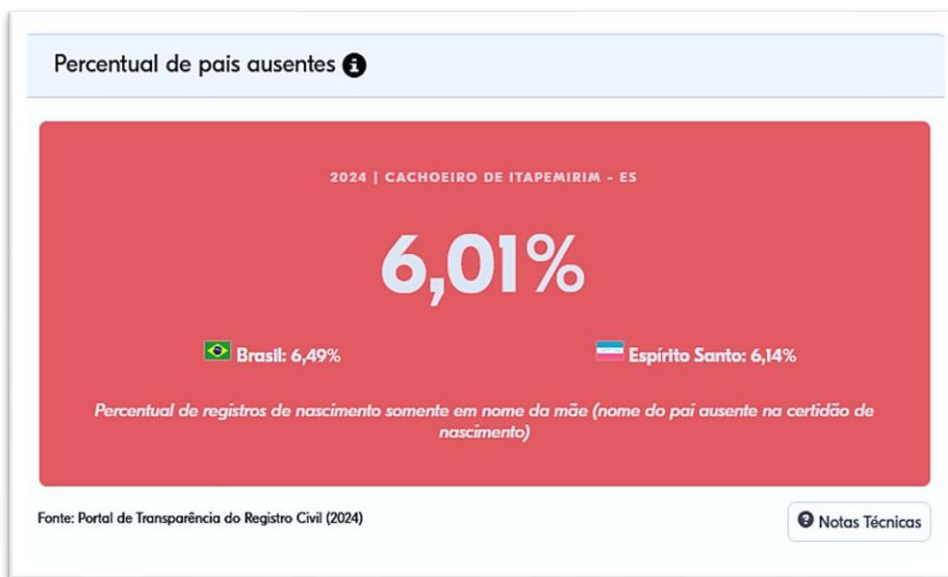 Percentual de pais ausentes
2024 | CACHOEIRO DE ITAPEMIRIM - ES
6,01%
Brasil: 6,49%
Espírito Santo: 6,14%
Percentual de registros de nascimento somente em nome da mãe (nome do pai ausente na certidão de
nascimento)
Fonte: Portal de Transparência do Registro Civil (2024)
Notas Técnicas